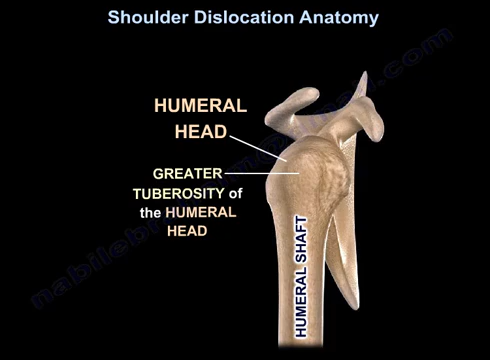 Shoulder Dislocation Anatomy
HUMERAL
HEAD
GREATER
TUBEROSITY of
the HUMERAL
HEAD
HUMERAL SHAFT